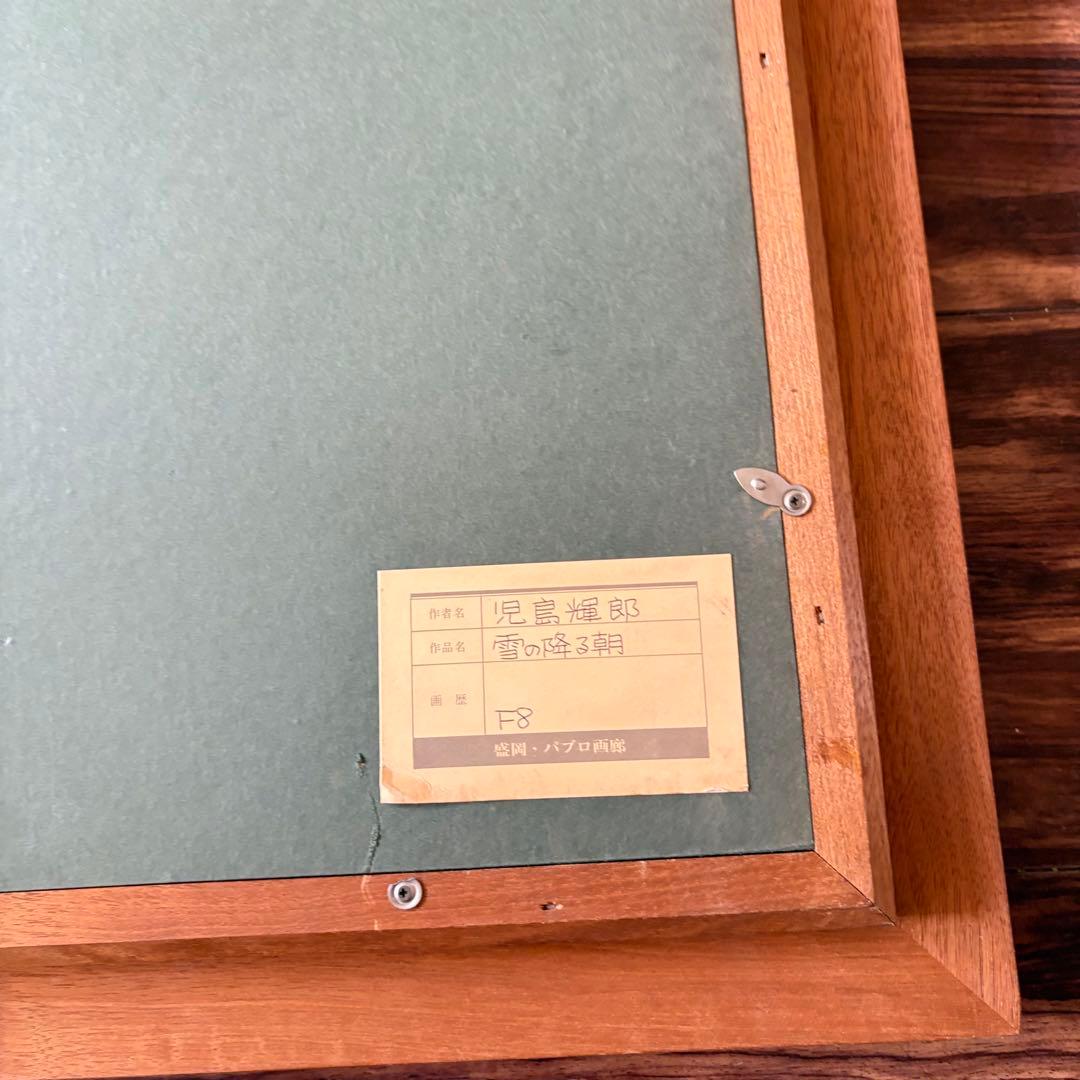 作者名 児島輝郎
作品名 雪の降る朝
画歴 F8
盛岡・パブロ画廊